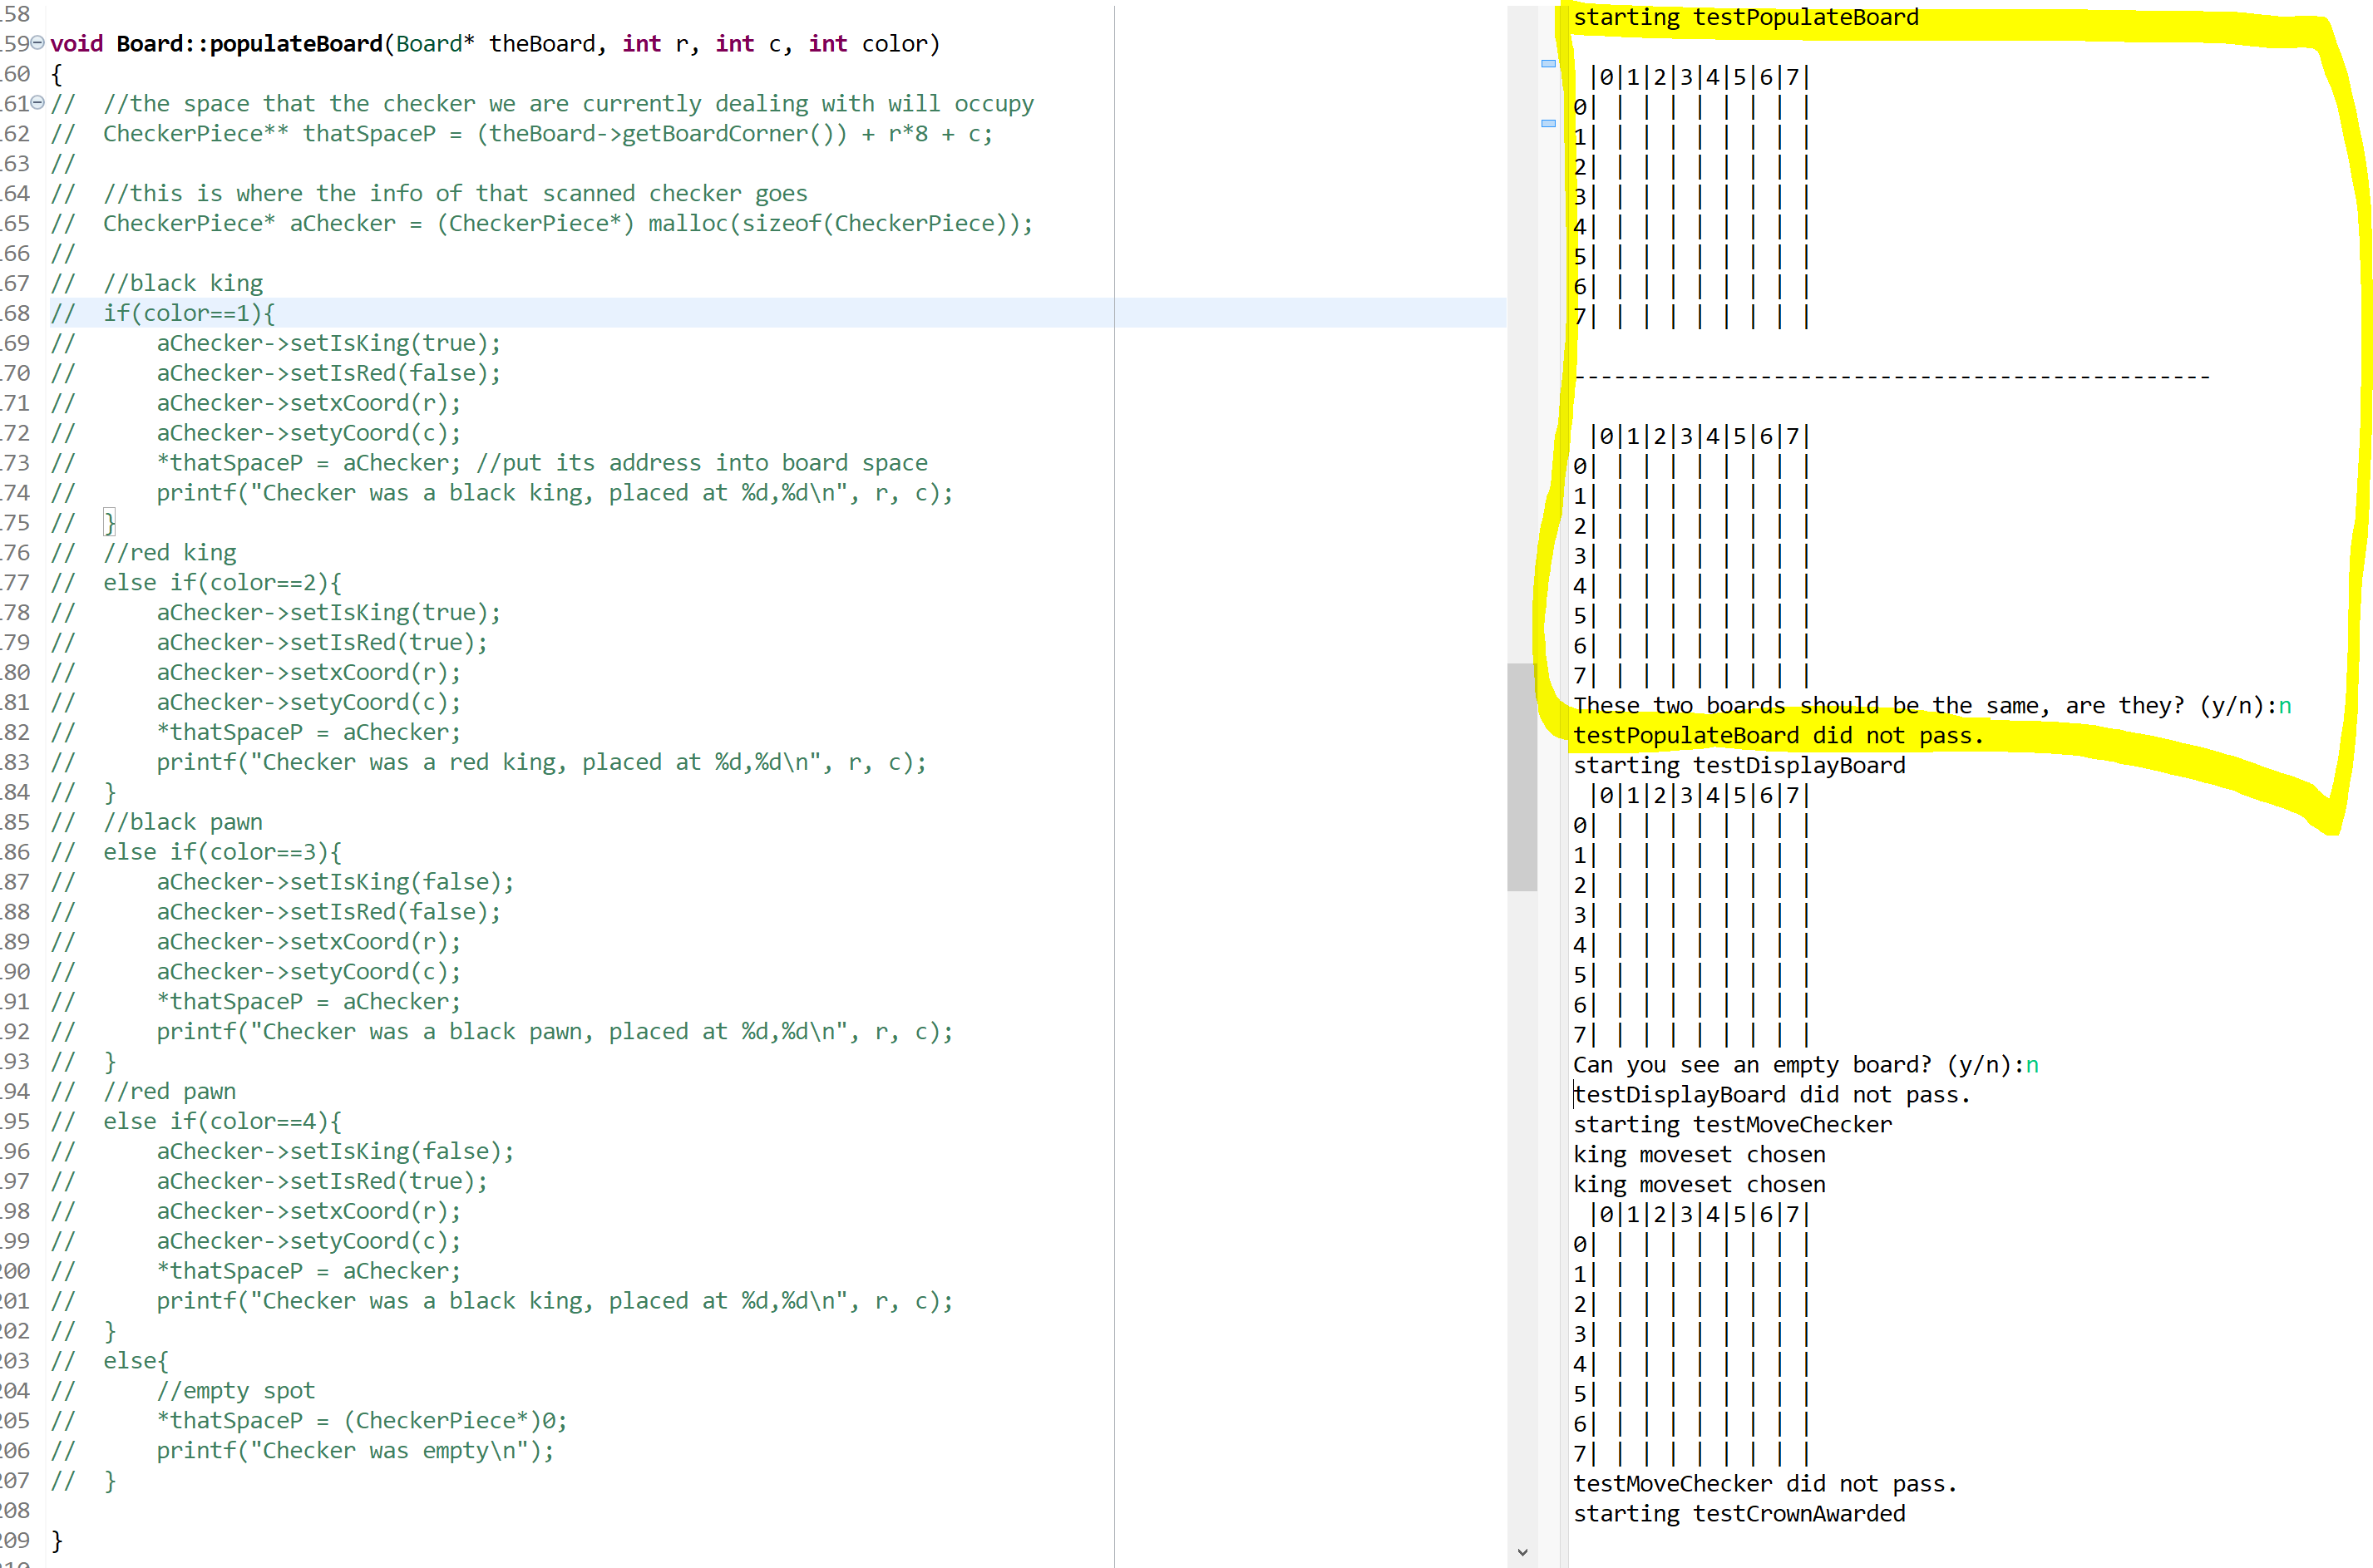 158
159 void Board::populateBoard(Board* theBoard, int r, int c, int color)
160 {
161 //  //the space that the checker we are currently dealing with will occupy
162 //  CheckerPiece** thatSpaceP = (theBoard->getBoardCorner()) + r*8 + c;
163 //
164 //  //this is where the info of that scanned checker goes
165 //  CheckerPiece* aChecker = (CheckerPiece*) malloc(sizeof(CheckerPiece));
166 //
167 //  //black king
168 //  if(color==1){
169 //      aChecker->setIsKing(true);
170 //      aChecker->setIsRed(false);
171 //      aChecker->setxCoord(r);
172 //      aChecker->setyCoord(c);
173 //      *thatSpaceP = aChecker; //put its address into board space
174 //      printf("Checker was a black king, placed at %d,%d\n", r, c);
175 //  }
176 //  //red king
177 //  else if(color==2){
178 //      aChecker->setIsKing(true);
179 //      aChecker->setIsRed(true);
180 //      aChecker->setxCoord(r);
181 //      aChecker->setyCoord(c);
182 //      *thatSpaceP = aChecker;
183 //      printf("Checker was a red king, placed at %d,%d\n", r, c);
184 //  }
185 //  //black pawn
186 //  else if(color==3){
187 //      aChecker->setIsKing(false);
188 //      aChecker->setIsRed(false);
189 //      aChecker->setxCoord(r);
190 //      aChecker->setyCoord(c);
191 //      *thatSpaceP = aChecker;
192 //      printf("Checker was a black pawn, placed at %d,%d\n", r, c);
193 //  }
194 //  //red pawn
195 //  else if(color==4){
196 //      aChecker->setIsKing(false);
197 //      aChecker->setIsRed(true);
198 //      aChecker->setxCoord(r);
199 //      aChecker->setyCoord(c);
200 //      *thatSpaceP = aChecker;
201 //      printf("Checker was a black king, placed at %d,%d\n", r, c);
202 //  }
203 //  else{
204 //      //empty spot
205 //      *thatSpaceP = (CheckerPiece*)0;
206 //      printf("Checker was empty\n");
207 //  }
208
209 }
starting testPopulateBoard
 |0|1|2|3|4|5|6|7|
0| | | | | | | | |
1| | | | | | | | |
2| | | | | | | | |
3| | | | | | | | |
4| | | | | | | | |
5| | | | | | | | |
6| | | | | | | | |
7| | | | | | | | |
------------------------------------------------
 |0|1|2|3|4|5|6|7|
0| | | | | | | | |
1| | | | | | | | |
2| | | | | | | | |
3| | | | | | | | |
4| | | | | | | | |
5| | | | | | | | |
6| | | | | | | | |
7| | | | | | | | |
These two boards should be the same, are they? (y/n):n
testPopulateBoard did not pass.
starting testDisplayBoard
 |0|1|2|3|4|5|6|7|
0| | | | | | | | |
1| | | | | | | | |
2| | | | | | | | |
3| | | | | | | | |
4| | | | | | | | |
5| | | | | | | | |
6| | | | | | | | |
7| | | | | | | | |
Can you see an empty board? (y/n):n
testDisplayBoard did not pass.
starting testMoveChecker
king moveset chosen
king moveset chosen
 |0|1|2|3|4|5|6|7|
0| | | | | | | | |
1| | | | | | | | |
2| | | | | | | | |
3| | | | | | | | |
4| | | | | | | | |
5| | | | | | | | |
6| | | | | | | | |
7| | | | | | | | |
testMoveChecker did not pass.
starting testCrownAwarded